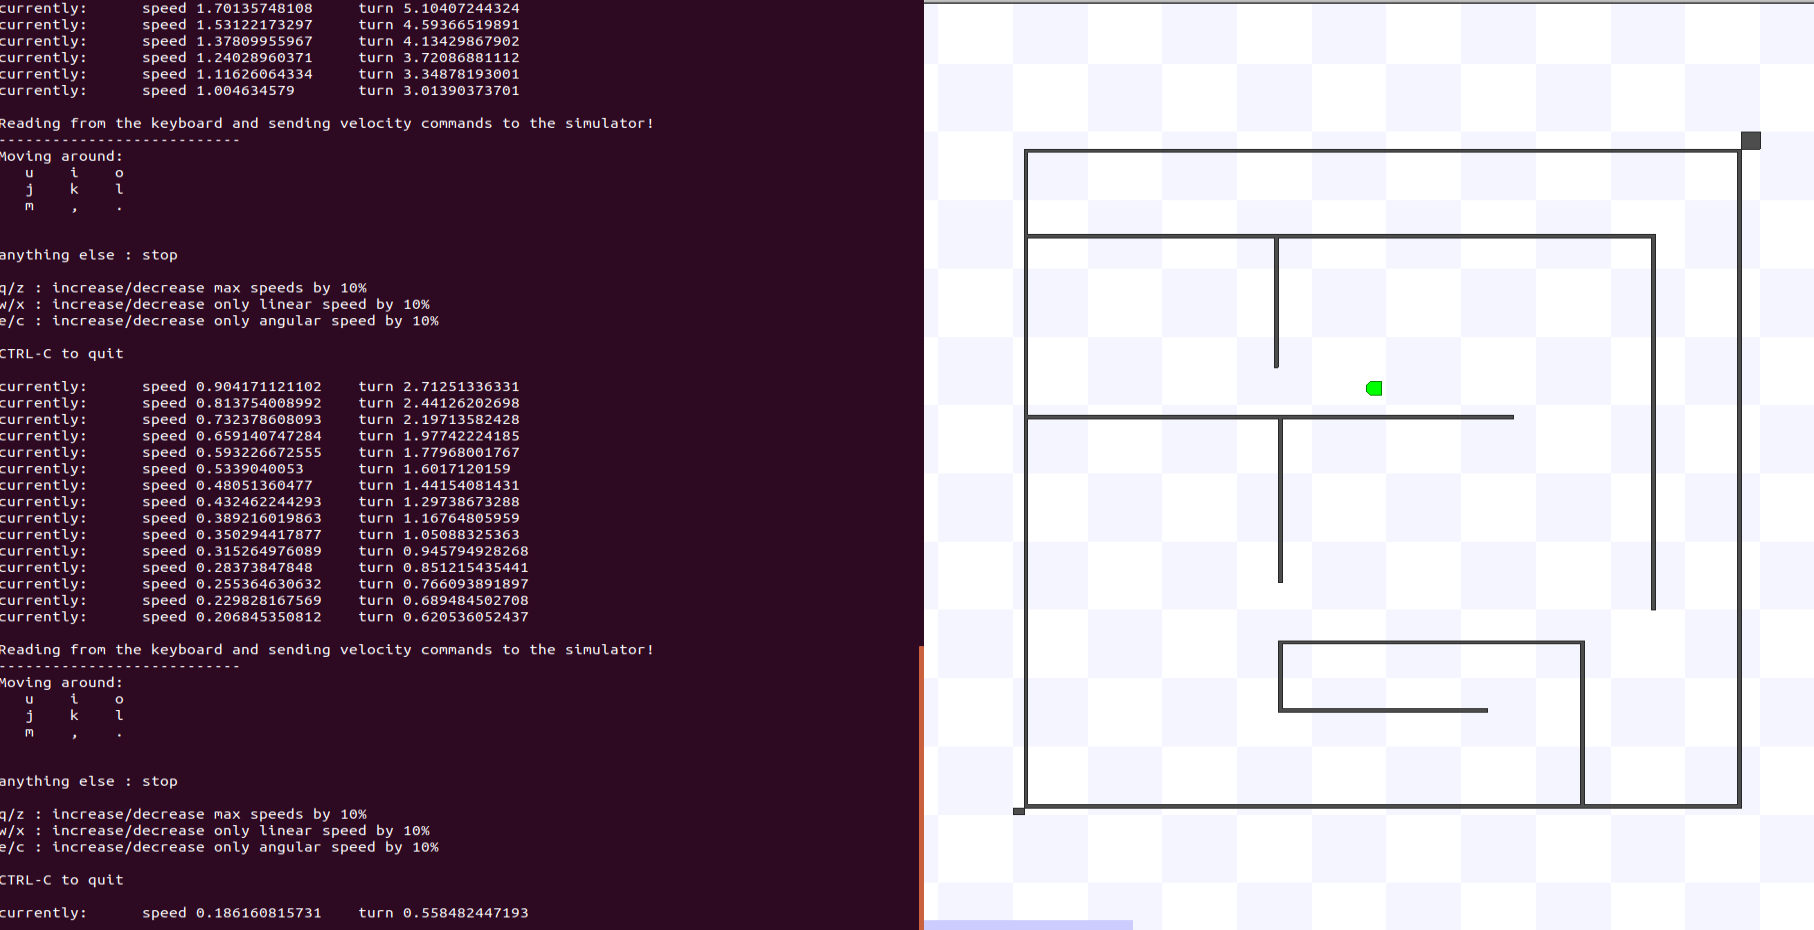 currently:	speed 1.70135748108	turn 5.10407244324
currently:	speed 1.53122173297	turn 4.59366519891
currently:	speed 1.37809955967	turn 4.13429867902
currently:	speed 1.24028960371	turn 3.72086881112
currently:	speed 1.11626064334	turn 3.34878193001
currently:	speed 1.004634579	turn 3.01390373701
Reading from the keyboard and sending velocity commands to the simulator!
---------------------------
Moving around:
u i o
j k l
m , .
anything else : stop
q/z : increase/decrease max speeds by 10%
w/x : increase/decrease only linear speed by 10%
e/c : increase/decrease only angular speed by 10%
CTRL-C to quit
currently:	speed 0.904171121102	turn 2.71251336331
currently:	speed 0.813754008992	turn 2.44126202698
currently:	speed 0.732378608093	turn 2.19713582428
currently:	speed 0.659140747284	turn 1.97742224185
currently:	speed 0.593226672555	turn 1.77968001767
currently:	speed 0.5339040053	turn 1.6017120159
currently:	speed 0.48051360477	turn 1.44154081431
currently:	speed 0.432462244293	turn 1.29738673288
currently:	speed 0.389216019863	turn 1.16764805959
currently:	speed 0.350294417877	turn 1.05088325363
currently:	speed 0.315264976089	turn 0.945794928268
currently:	speed 0.28373847848	turn 0.851215435441
currently:	speed 0.255364630632	turn 0.766093891897
currently:	speed 0.229828167569	turn 0.689484502708
currently:	speed 0.206845350812	turn 0.620536052437
Reading from the keyboard and sending velocity commands to the simulator!
---------------------------
Moving around:
u i o
j k l
m , .
anything else : stop
q/z : increase/decrease max speeds by 10%
w/x : increase/decrease only linear speed by 10%
e/c : increase/decrease only angular speed by 10%
CTRL-C to quit
currently:	speed 0.186160815731	turn 0.558482447193